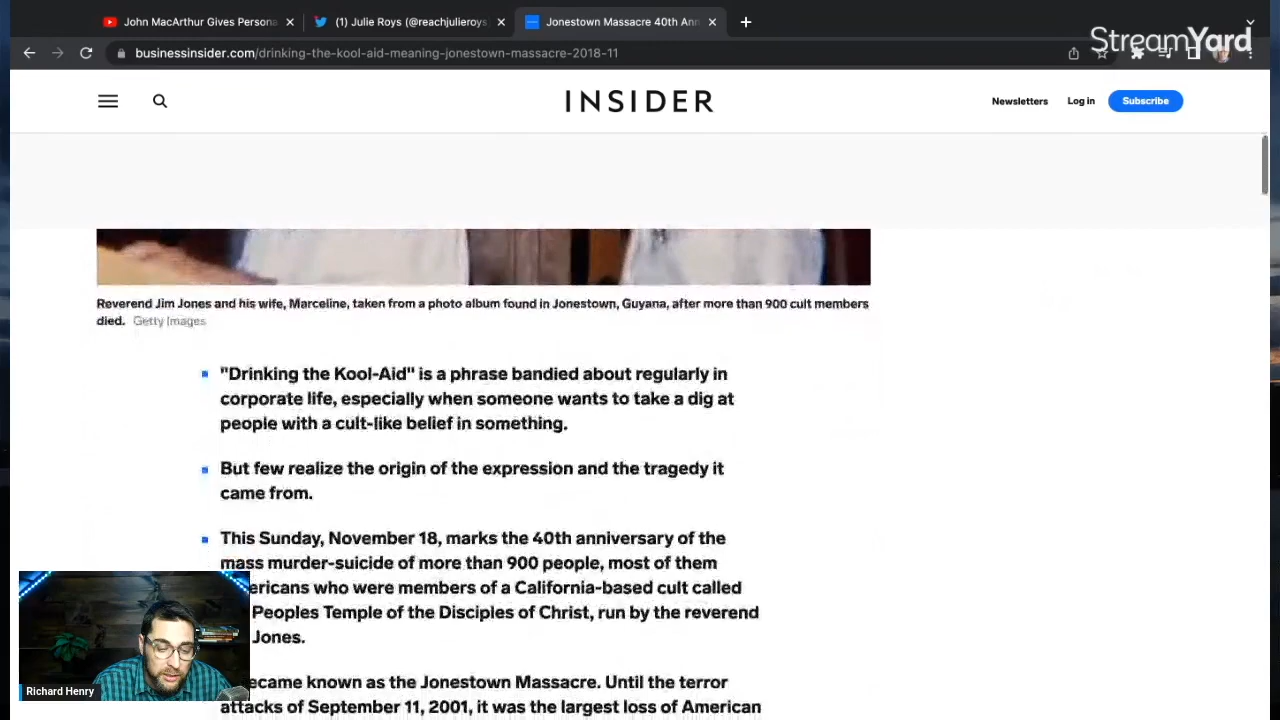 John MacArthur Gives Persona
(1) Julie Roys (@reachjulieroys
Jonestown Massacre 40th Ann
StreamYard
businessinsider.com/drinking-the-kool-aid-meaning-jonestown-massacre-2018-11
INSIDER
Newsletters
Log in
Subscribe
Reverend Jim Jones and his wife, Marceline, taken from a photo album found in Jonestown, Guyana, after more than 900 cult members
died. Getty Images
"Drinking the Kool-Aid" is a phrase bandied about regularly in
corporate life, especially when someone wants to take a dig at
people with a cult-like belief in something.
But few realize the origin of the expression and the tragedy it
came from.
This Sunday, November 18, marks the 40th anniversary of the
mass murder-suicide of more than 900 people, most of them
ericans who were members of a California-based cult called
Peoples Temple of the Disciples of Christ, run by the reverend
Jones.
ecame known as the Jonestown Massacre. Until the terror
attacks of September 11, 2001, it was the largest loss of American
Richard Henry